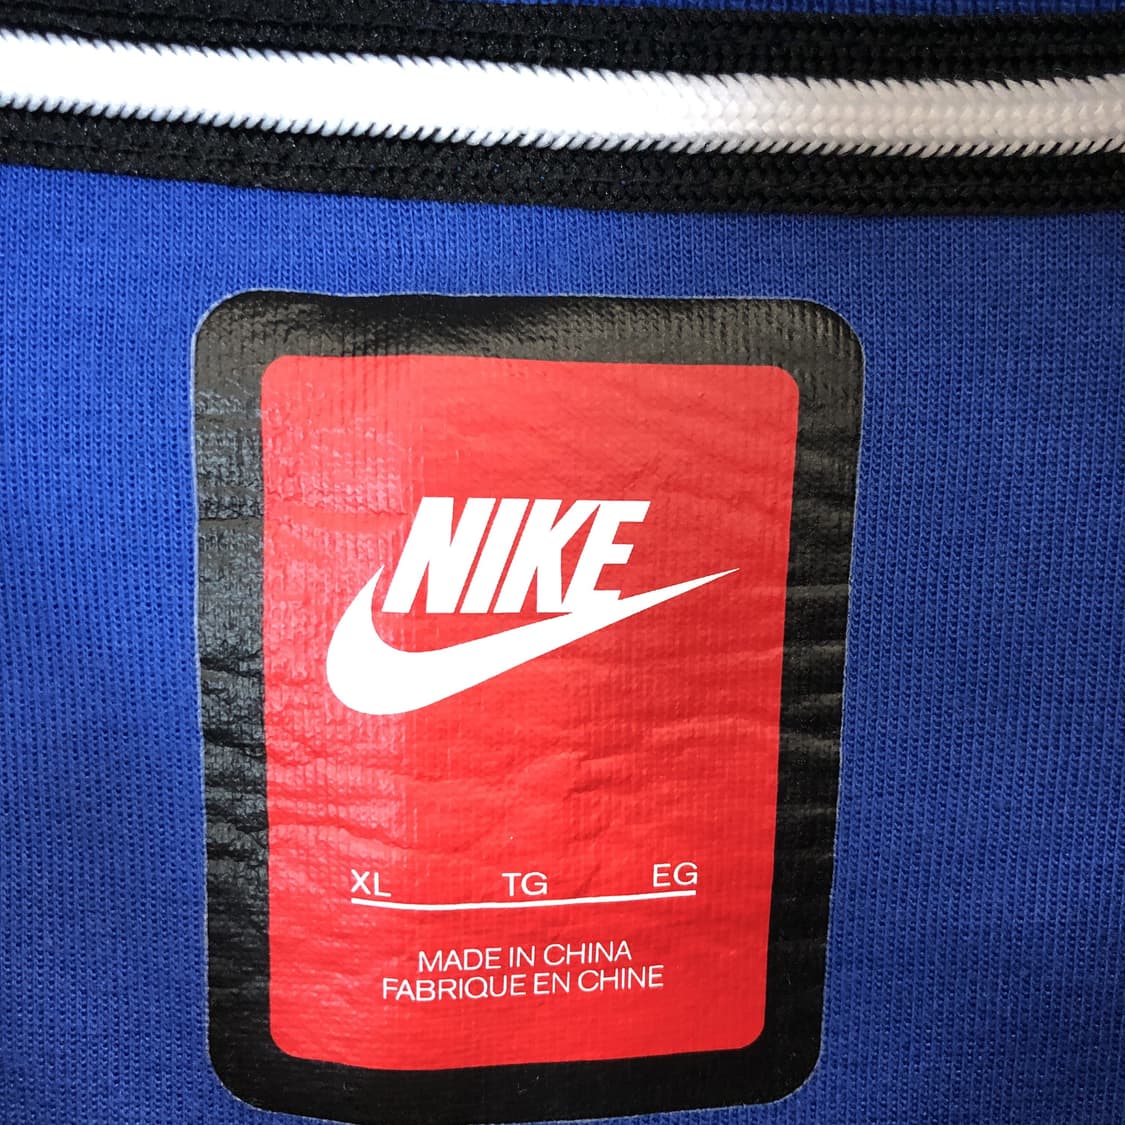 NIKE
XL TG EG
MADE IN CHINA
FABRIQUE EN CHINE